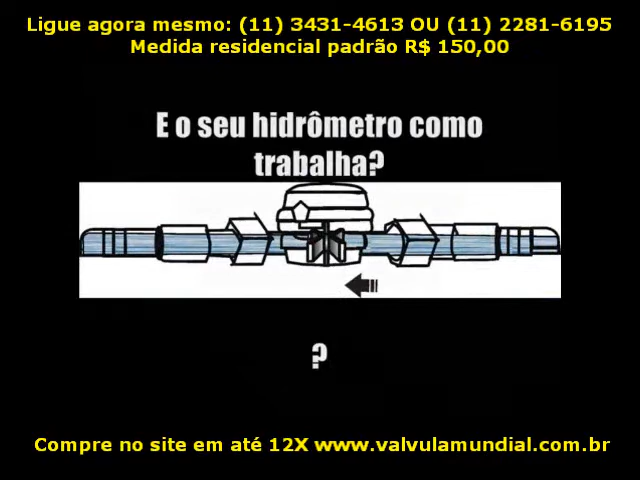 Ligue agora mesmo: (11) 3431-4613 OU (11) 2281-6195
Medida residencial padrão R$ 150,00
E o seu hidrômetro como
trabalha?
?
Compre no site em até 12X www.valvulamundial.com.br